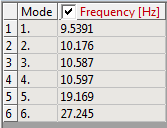 Mode Frequency [Hz]
1 1. 9.5391
2 2. 10.176
3 3. 10.587
4 4. 10.597
5 5. 19.169
6 6. 27.245